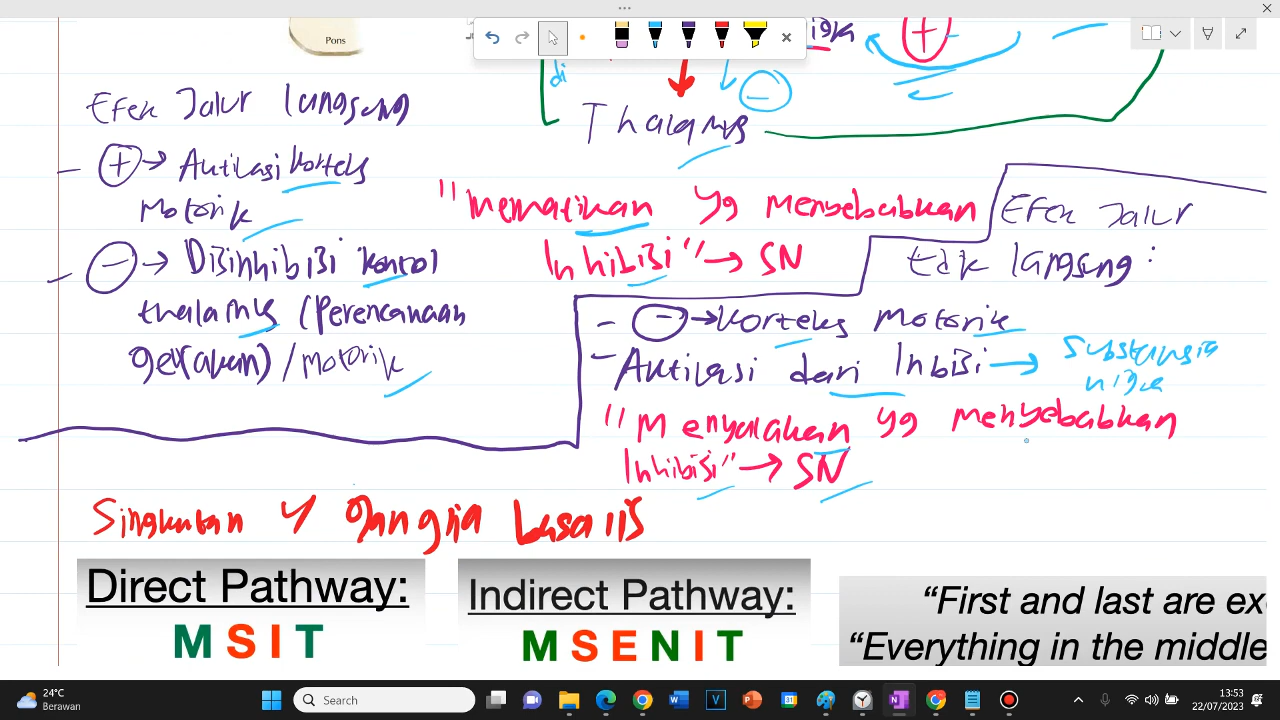 Pons
di
Thalamus
Efek Jalur langsung
- + → Aktivasi korteks
Motorik
- − → Disinhibisi kontrol
thalamus (Perencanaan
gerakan) / motorik
"Mematikan yg menyebabkan
Inhibisi" → SN
Efek Jalur
tdk langsung :
- − → Korteks Motorik
- Aktivasi dari Inbisi → Substansia
nigra
"Menyalakan yg menyebabkan
Inhibisi" → SN
Singkatan y ganglia basalis
Direct Pathway:
MSIT
Indirect Pathway:
MSENIT
"First and last are ex
"Everything in the middle
24°C
Berawan
Search
13:53
22/07/2023